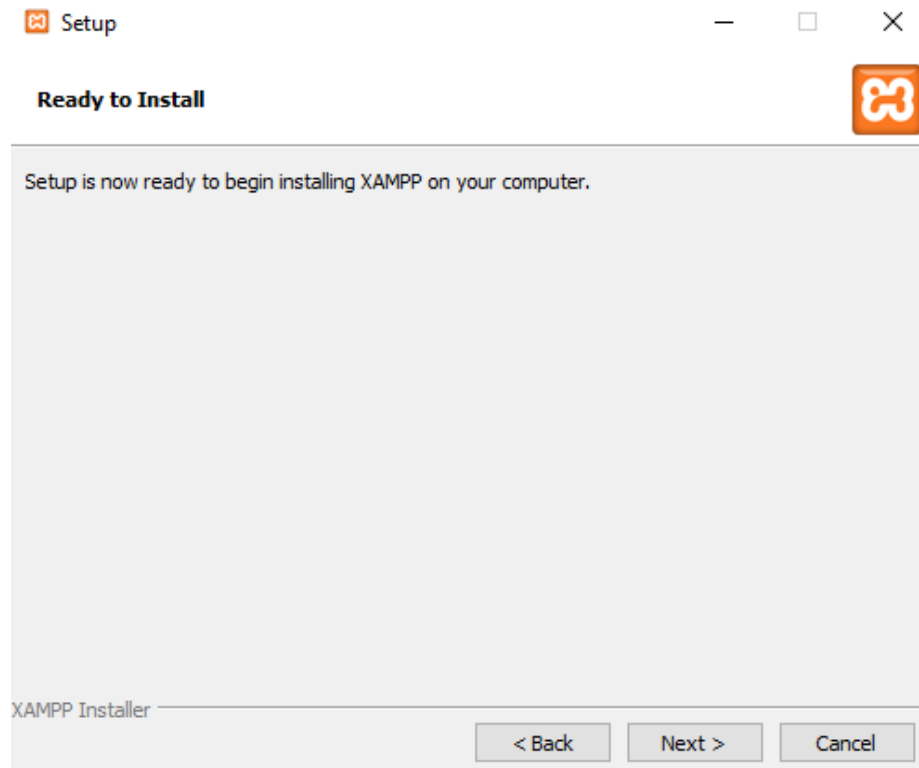 Setup
Ready to Install
Setup is now ready to begin installing XAMPP on your computer.
XAMPP Installer
< Back
Next >
Cancel